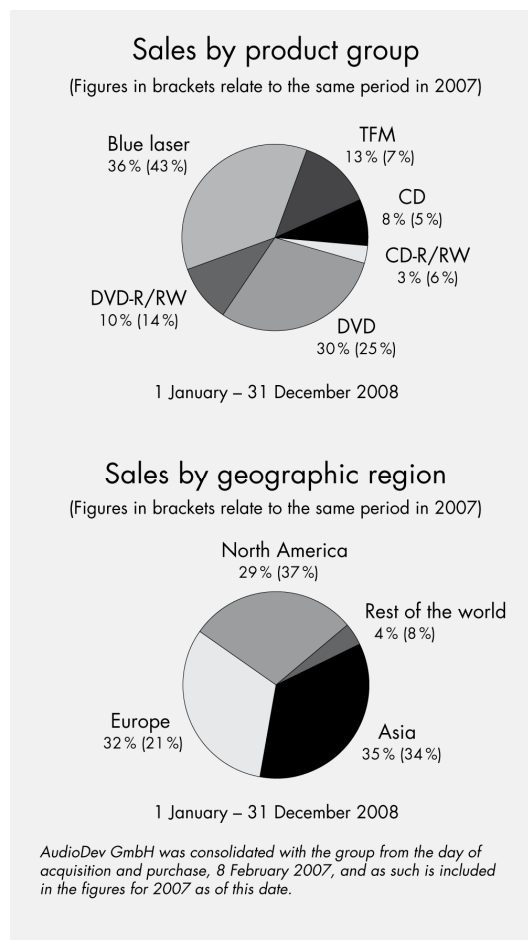 Sales by product group
(Figures in brackets relate to the same period in 2007)
TFM
13 % (7 %)
Blue laser
36 % (43 %)
CD
8 % (5 %)
CD-R/RW
3 % (6 %)
DVD-R/RW
10 % (14 %)
DVD
30 % (25 %)
1 January – 31 December 2008
Sales by geographic region
(Figures in brackets relate to the same period in 2007)
North America
29 % (37 %)
Rest of the world
4 % (8 %)
Europe
32 % (21 %)
Asia
35 % (34 %)
1 January – 31 December 2008
AudioDev GmbH was consolidated with the group from the day of
acquisition and purchase, 8 February 2007, and as such is included
in the figures for 2007 as of this date.